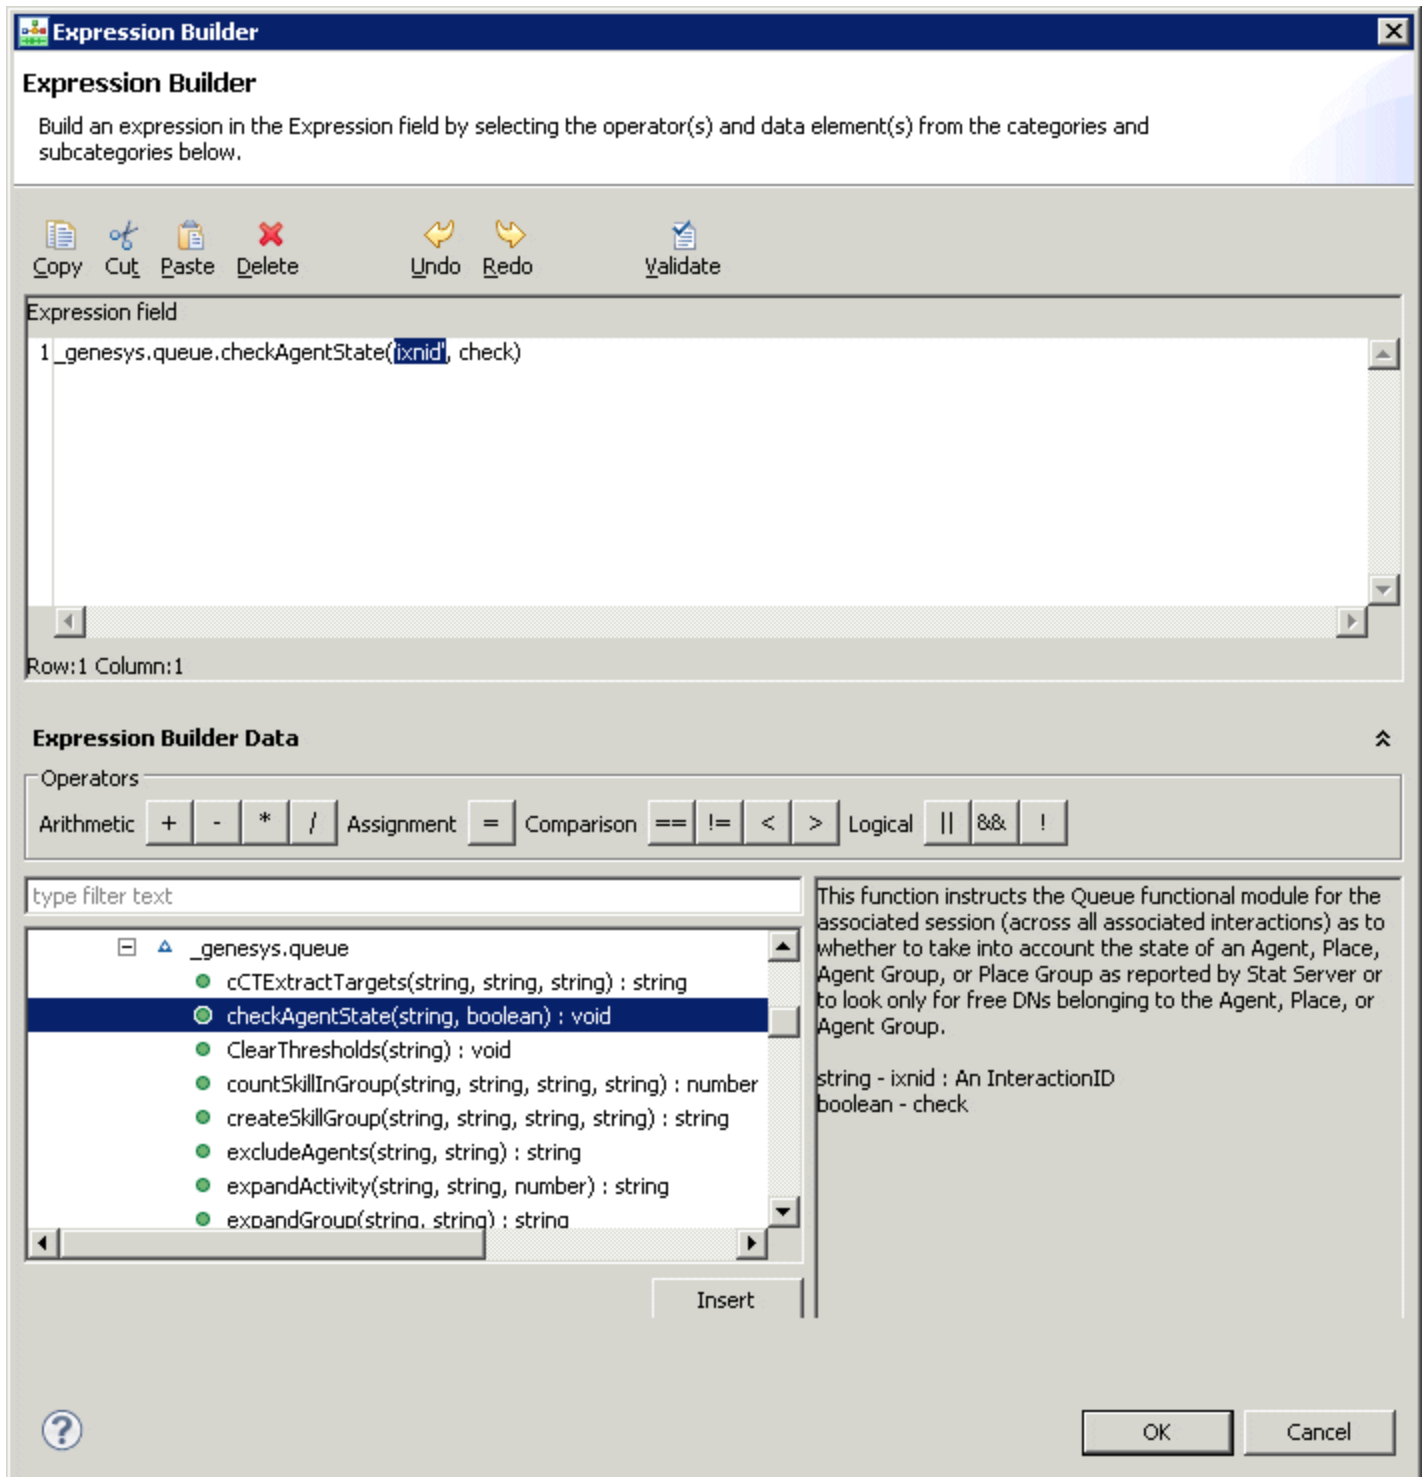 Expression Builder
Expression Builder
Build an expression in the Expression field by selecting the operator(s) and data element(s) from the categories and
subcategories below.
Copy Cut Paste Delete Undo Redo Validate
Expression field
1 _genesys.queue.checkAgentState('ixnid', check)
Row:1 Column:1
Expression Builder Data
Operators
Arithmetic + - * / Assignment = Comparison == != < > Logical || && !
type filter text
_genesys.queue
cCTExtractTargets(string, string, string) : string
checkAgentState(string, boolean) : void
ClearThresholds(string) : void
countSkillInGroup(string, string, string, string) : number
createSkillGroup(string, string, string, string) : string
excludeAgents(string, string) : string
expandActivity(string, string, number) : string
expandGroup(string, string) : string
Insert
This function instructs the Queue functional module for the
associated session (across all associated interactions) as to
whether to take into account the state of an Agent, Place,
Agent Group, or Place Group as reported by Stat Server or
to look only for free DNs belonging to the Agent, Place, or
Agent Group.
string - ixnid : An InteractionID
boolean - check
?
OK Cancel